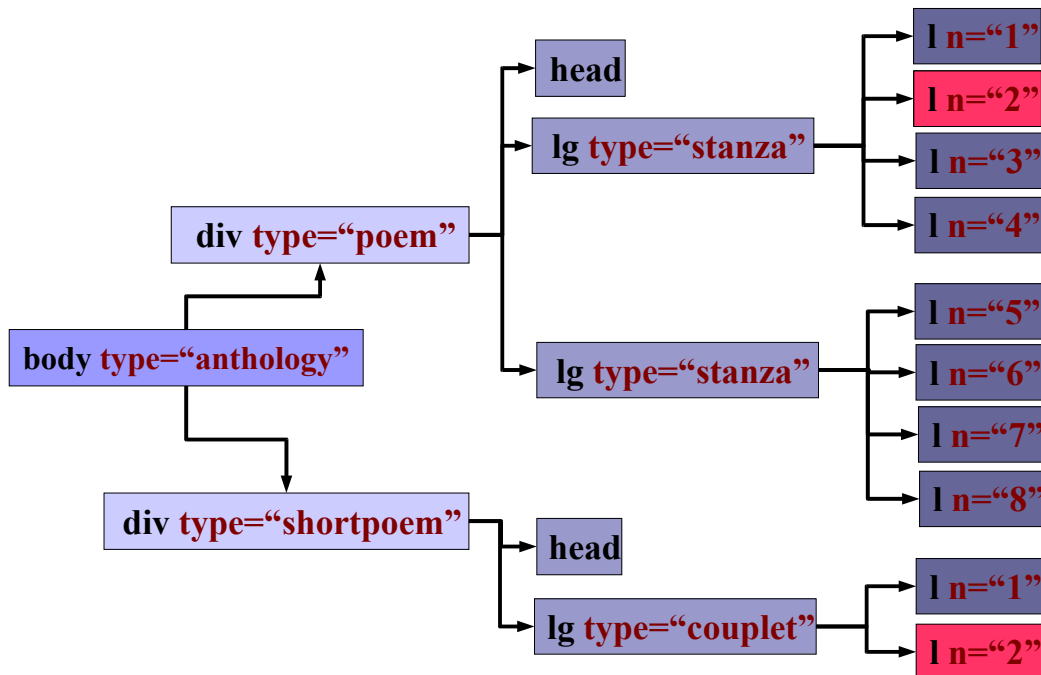 l n=“1”
head
l n=“2”
lg type=“stanza”
l n=“3”
l n=“4”
div type=“poem”
l n=“5”
body type=“anthology”
lg type=“stanza”
l n=“6”
l n=“7”
l n=“8”
div type=“shortpoem”
head
l n=“1”
lg type=“couplet”
l n=“2”